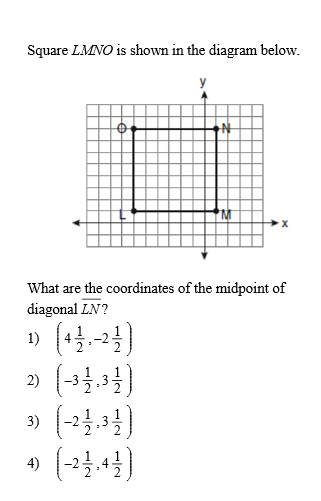 Square LMNO is shown in the diagram below.
y
O N
L M
x
What are the coordinates of the midpoint of
diagonal L͞N͞?
1) (4 1/2, -2 1/2)
2) (-3 1/2, 3 1/2)
3) (-2 1/2, 3 1/2)
4) (-2 1/2, 4 1/2)